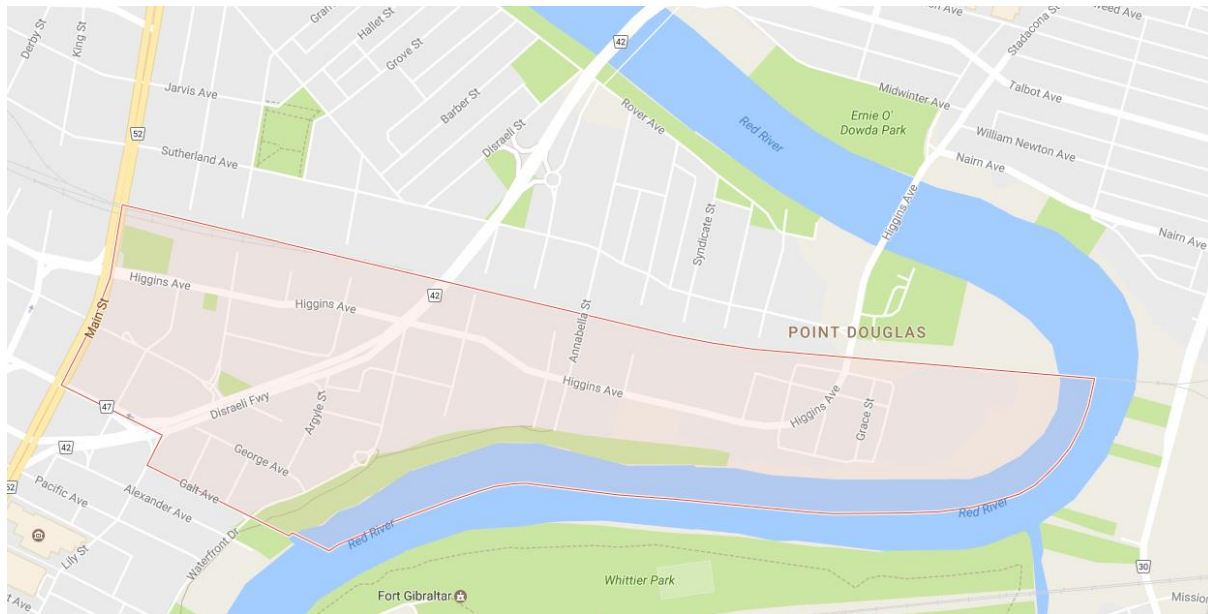 Derby St
King St
Hallet St
Grove St
42
Stadacona St
Talbot Ave
Jarvis Ave
Barber St
Rover Ave
Midwinter Ave
Ernie O'
Dowda Park
William Newton Ave
52
Disraeli St
Red River
Nairn Ave
Sutherland Ave
Syndicate St
Higgins Ave
Nairn Ave
Higgins Ave
Higgins Ave
42
Main St
Annabella St
POINT DOUGLAS
Higgins Ave
47
Disraeli Fwy
Argyle St
Higgins Ave
Grace St
42
George Ave
52
Pacific Ave
Alexander Ave
Galt Ave
Red River
Red River
Lily St
Waterfront Dr
30
Whittier Park
Fort Gibraltar
Mission